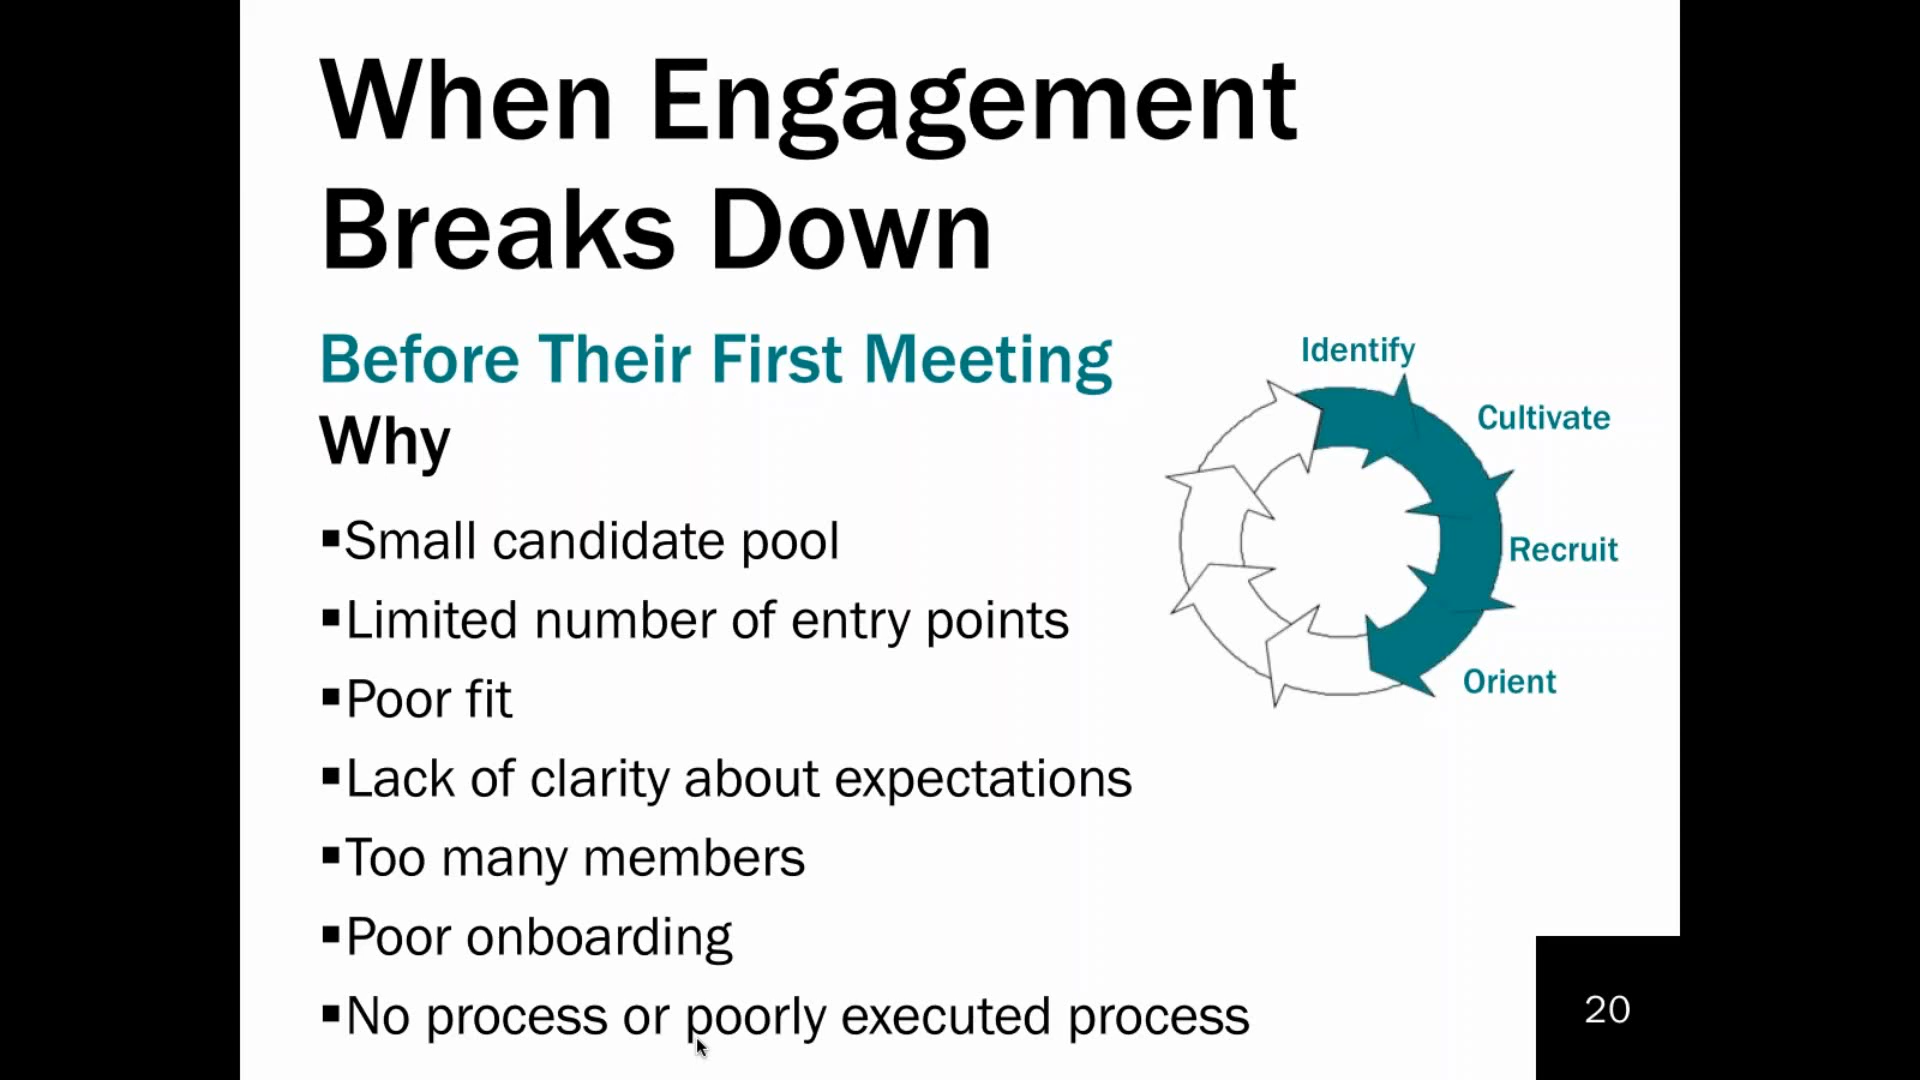 When Engagement
Breaks Down
Before Their First Meeting
Why
▪Small candidate pool
▪Limited number of entry points
▪Poor fit
▪Lack of clarity about expectations
▪Too many members
▪Poor onboarding
▪No process or poorly executed process
Identify
Cultivate
Recruit
Orient
20